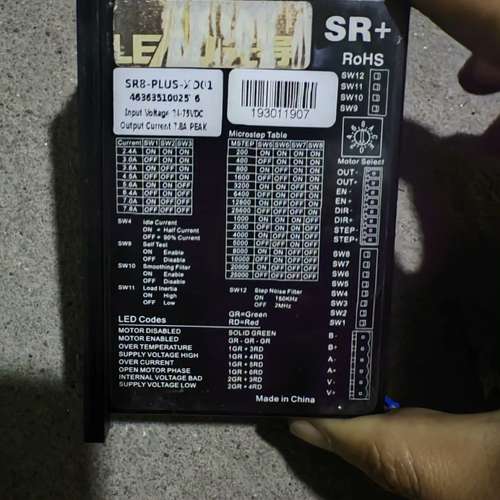 SR+
RoHS
SR8-PLUS-X001
Output Current 7.8A PEAK
193011907
Current SW1 SW2 SW3
2.4A ON ON ON
3.0A OFF ON ON
3.6A ON OFF ON
4.5A OFF OFF ON
5.0A ON ON OFF
6.4A OFF ON OFF
7.0A ON OFF OFF
7.8A OFF OFF OFF
Microstep Table
MSTEP SW5 SW6 SW7 SW8
200 ON ON ON ON
400 OFF ON ON ON
800 ON OFF ON ON
1600 OFF OFF ON ON
3200 ON ON OFF ON
6400 OFF ON OFF ON
12800 ON OFF OFF ON
25600 OFF OFF OFF ON
1000 ON ON ON OFF
2000 OFF ON ON OFF
4000 ON OFF ON OFF
5000 OFF OFF ON OFF
8000 ON ON OFF OFF
10000 OFF ON OFF OFF
20000 ON OFF OFF OFF
25000 OFF OFF OFF OFF
SW4 Idle Current
ON = Half Current
OFF = 90% Current
SW9 Self Test
ON Enable
OFF Disable
SW10 Smoothing Filter
ON Enable
OFF Disable
SW11 Load Inertia
ON High
OFF Low
SW12 Step Noise Filter
ON 150KHz
OFF 2MHz
GR=Green
RD=Red
LED Codes
MOTOR DISABLED SOLID GREEN
MOTOR ENABLED GR - GR - GR
OVER TEMPERATURE 1GR + 3RD
SUPPLY VOLTAGE HIGH 1GR + 4RD
OVER CURRENT 1GR + 5RD
OPEN MOTOR PHASE 1GR + 6RD
INTERNAL VOLTAGE BAD 2GR + 3RD
SUPPLY VOLTAGE LOW 2GR + 4RD
Made in China
SW12
SW11
SW10
SW9
Motor Select
OUT-
OUT+
EN -
EN +
DIR-
DIR+
STEP-
STEP+
SW8
SW7
SW6
SW5
SW4
SW3
SW2
SW1
B -
B+
A-
A+
V-
V+